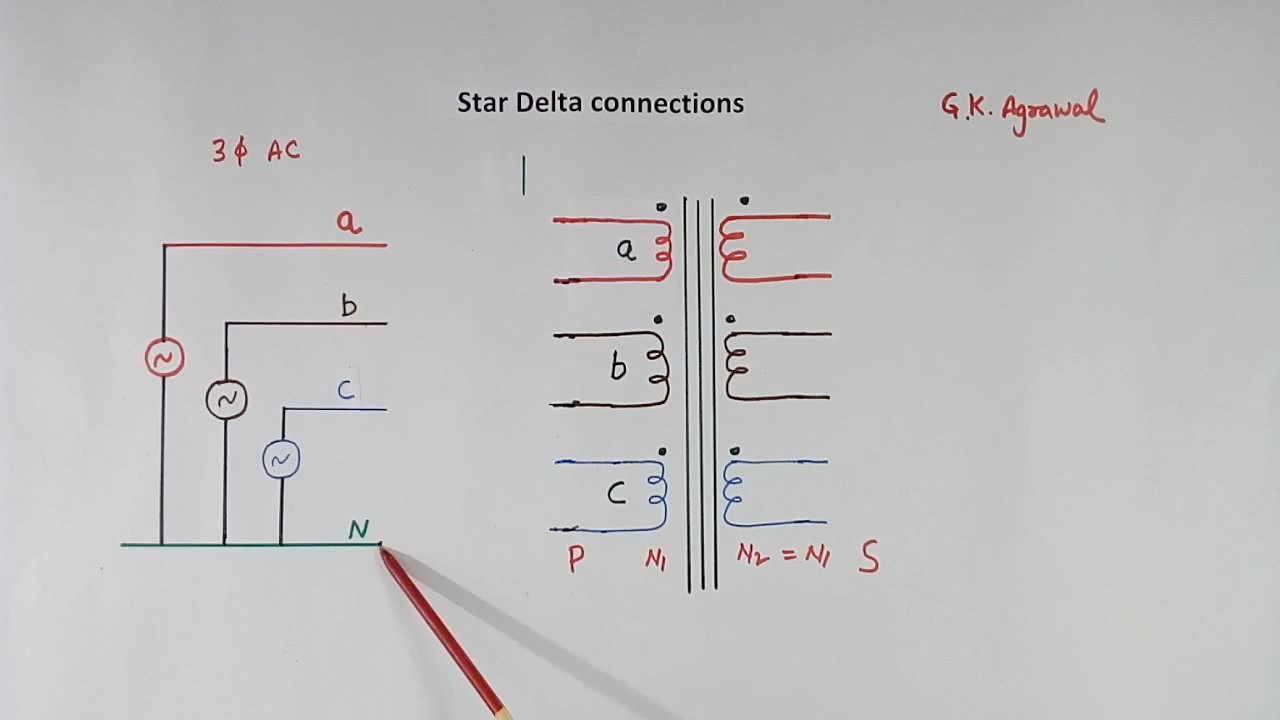 Star Delta connections
G.K. Agrawal
3ϕ AC
a
b
C
N
a
b
C
P N1 N2 = N1 S